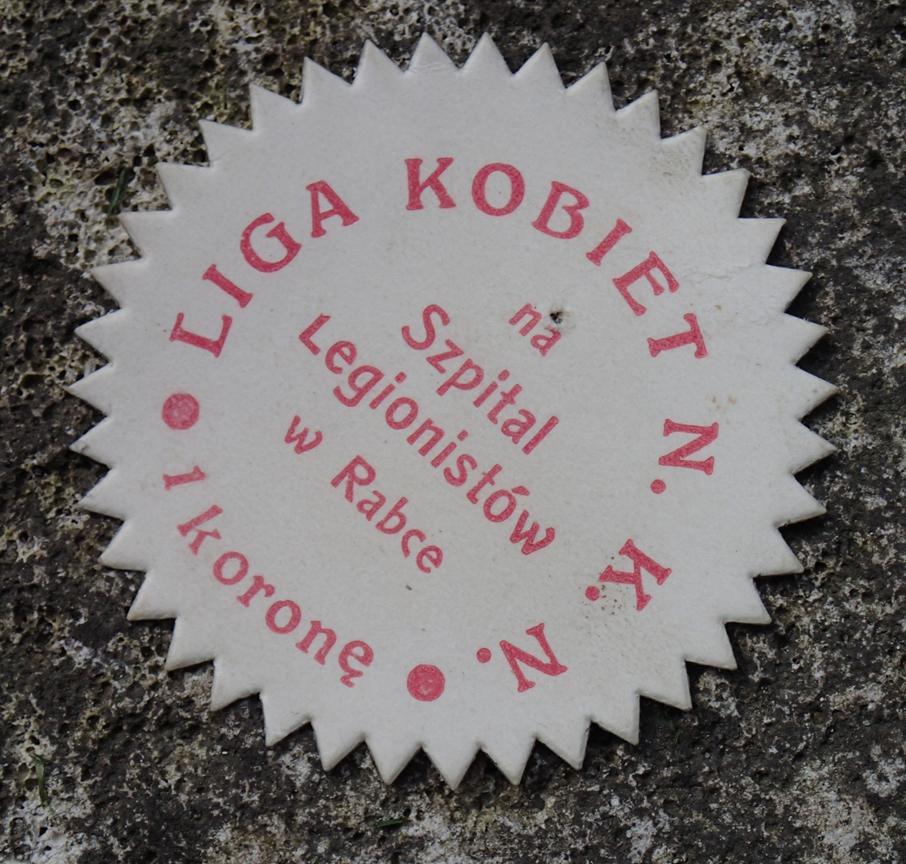 LIGA KOBIET N. K. N.
1 koronę
na
Szpital
Legionistów
w Rabce